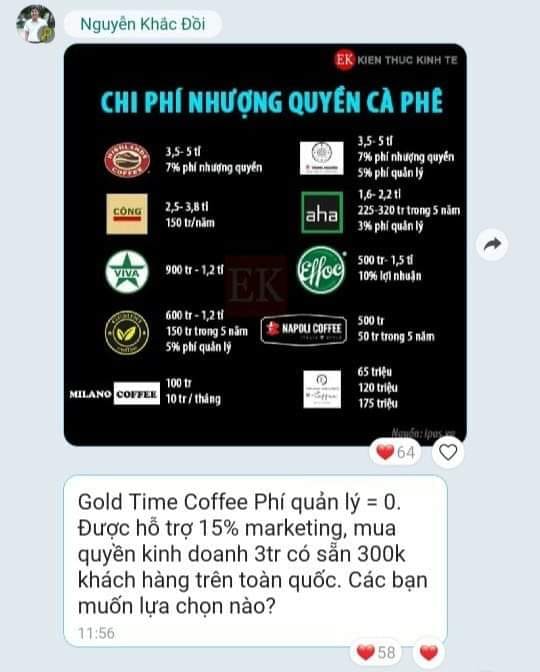 Nguyễn Khắc Đồi
EK KIEN THUC KINH TE
CHI PHÍ NHƯỢNG QUYỀN CÀ PHÊ
HIGHLANDS COFFEE
3,5- 5 tỉ
7% phí nhượng quyền
3,5- 5 tỉ
7% phí nhượng quyền
5% phí quản lý
CỘNG
2,5- 3,8 tỉ
150 tr/năm
aha
1,6- 2,2 tỉ
225-320 tr trong 5 năm
3% phí quản lý
VIVA
900 tr - 1,2 tỉ
EK
Effoc
500 tr- 1,5 tỉ
10% lợi nhuận
coffee
600 tr - 1,2 tỉ
150 tr trong 5 năm
5% phí quản lý
NAPOLI COFFEE
500 tr
50 tr trong 5 năm
MILANO COFFEE
100 tr
10 tr / tháng
65 triệu
120 triệu
175 triệu
Nguồn: ipos.vn
64
Gold Time Coffee Phí quản lý = 0.
Được hỗ trợ 15% marketing, mua
quyền kinh doanh 3tr có sẵn 300k
khách hàng trên toàn quốc. Các bạn
muốn lựa chọn nào?
11:56
58